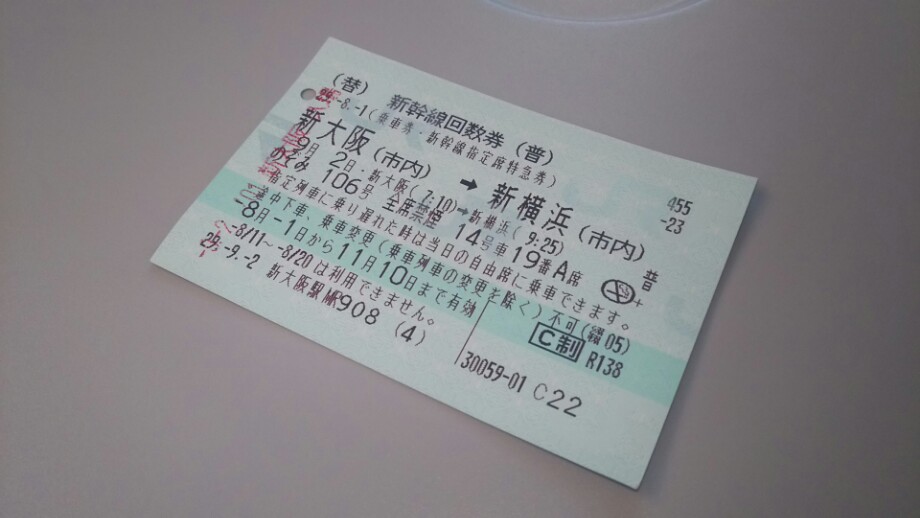 (替) 新幹線回数券 (普)
29.-8.-1 (乗車券・新幹線指定席特急券)
新大阪(市内) ➡ 新横浜(市内)
9月 2日・新大阪(7:10)→新横浜(9:25)
のぞみ 106号 全席禁煙 14号車 19番A席
指定列車に乗り遅れた時は当日の自由席に乗車できます。
途中下車、乗車変更(乗車列車の変更を除く)不可( 05)
-8月-1日から11月10日まで有効
-8/11〜-8/20は利用できません。 C制 R138
29.-9.-2 新大阪駅MR908 (4) 30059-01 C22
455
-23
普